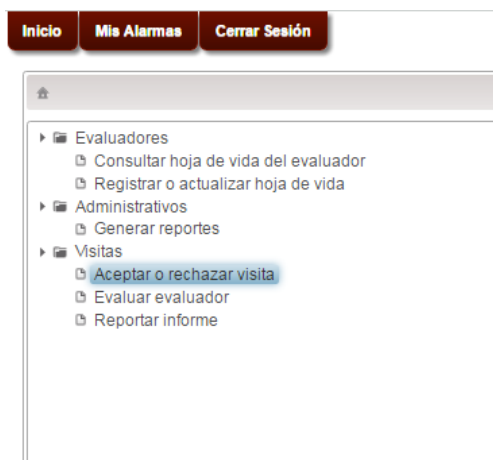 Inicio Mis Alarmas Cerrar Sesión
Evaluadores
Consultar hoja de vida del evaluador
Registrar o actualizar hoja de vida
Administrativos
Generar reportes
Visitas
Aceptar o rechazar visita
Evaluar evaluador
Reportar informe